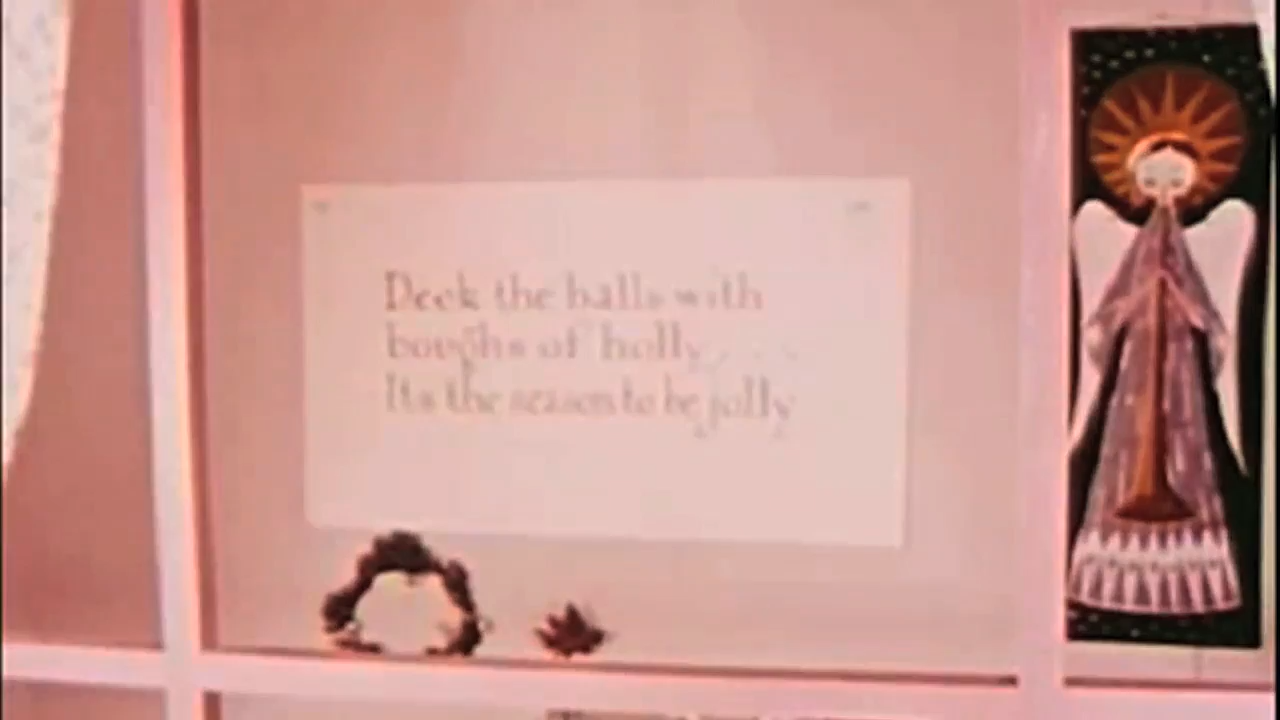 Deck the halls with
boughs of holly....
Its the season to be jolly